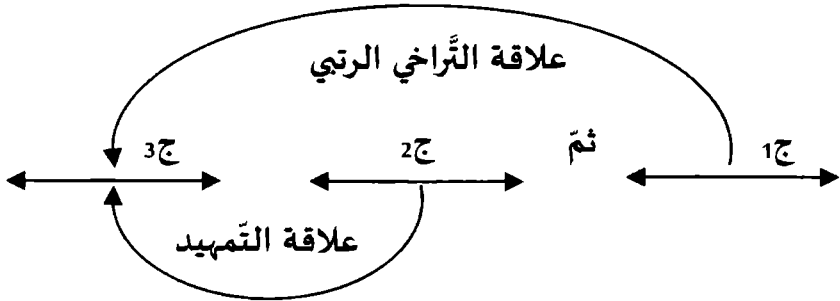 علاقة التَّراخي الرتبي
ج1 ثمّ ج2 ج3
علاقة التّمهيد